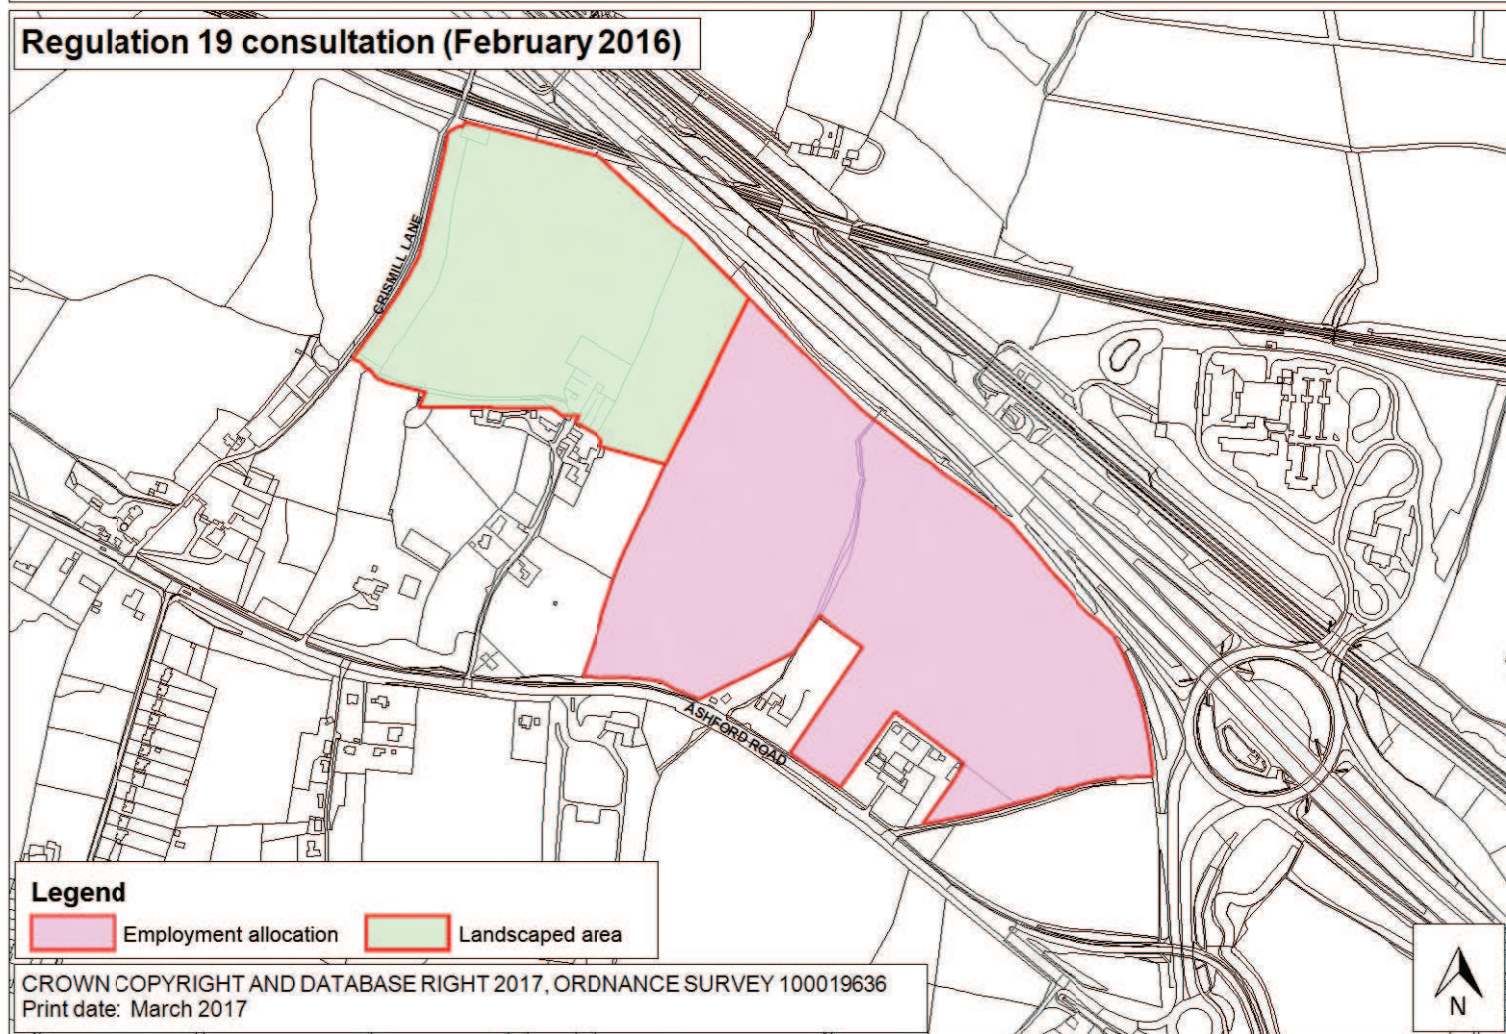 Regulation 19 consultation (February 2016)
CRISMILL LANE
ASHFORD ROAD
Legend
Employment allocation
Landscaped area
CROWN COPYRIGHT AND DATABASE RIGHT 2017, ORDNANCE SURVEY 100019636
Print date: March 2017
N